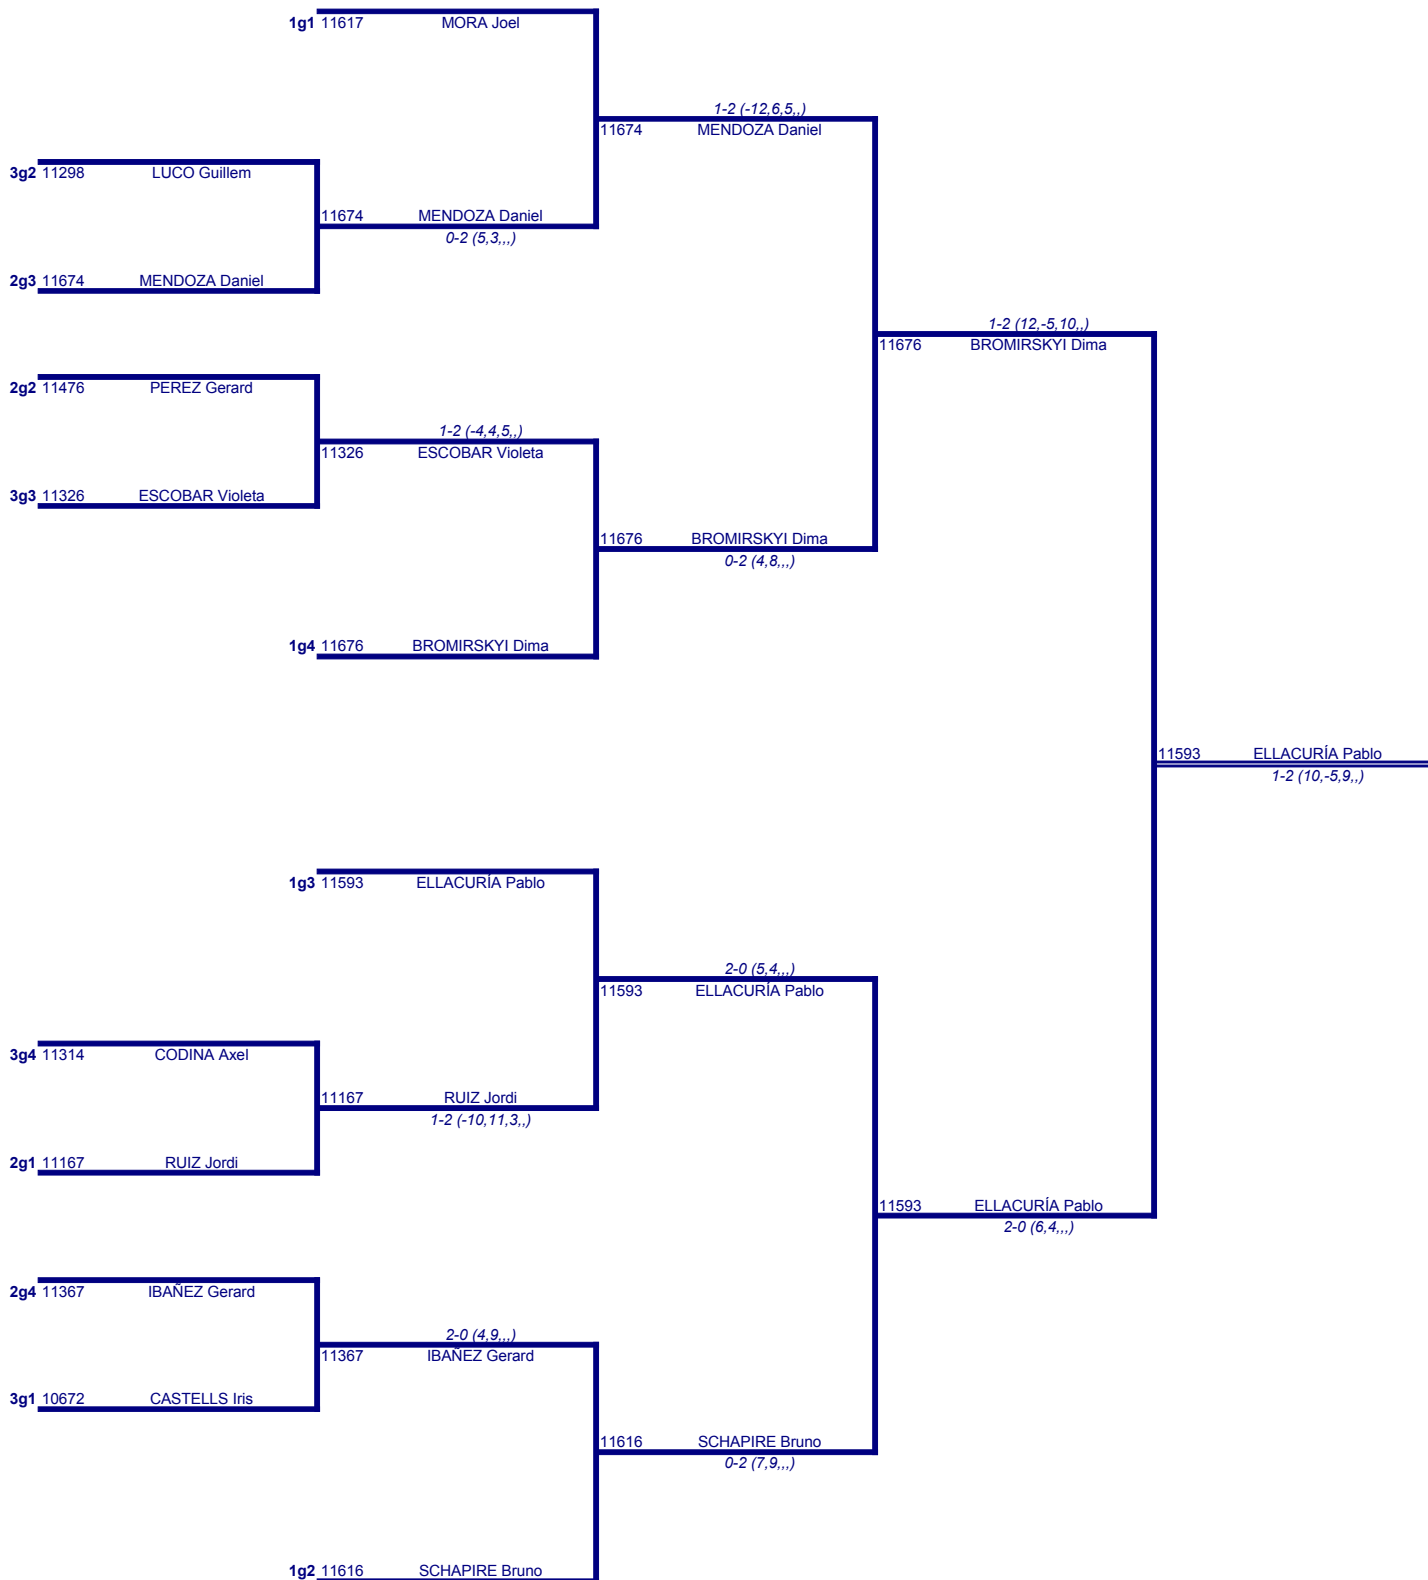 1g1 11617 MORA Joel
1-2 (-12,6,5,,)
11674 MENDOZA Daniel
3g2 11298 LUCO Guillem
11674 MENDOZA Daniel
0-2 (5,3,,,)
2g3 11674 MENDOZA Daniel
1-2 (12,-5,10,,)
11676 BROMIRSKYI Dima
2g2 11476 PEREZ Gerard
1-2 (-4,4,5,,)
11326 ESCOBAR Violeta
3g3 11326 ESCOBAR Violeta
11676 BROMIRSKYI Dima
0-2 (4,8,,,)
1g4 11676 BROMIRSKYI Dima
11593 ELLACURÍA Pablo
1-2 (10,-5,9,,)
1g3 11593 ELLACURÍA Pablo
2-0 (5,4,,,)
11593 ELLACURÍA Pablo
3g4 11314 CODINA Axel
11167 RUIZ Jordi
1-2 (-10,11,3,,)
2g1 11167 RUIZ Jordi
11593 ELLACURÍA Pablo
2-0 (6,4,,,)
2g4 11367 IBAÑEZ Gerard
2-0 (4,9,,,)
11367 IBAÑEZ Gerard
3g1 10672 CASTELLS Iris
11616 SCHAPIRE Bruno
0-2 (7,9,,,)
1g2 11616 SCHAPIRE Bruno